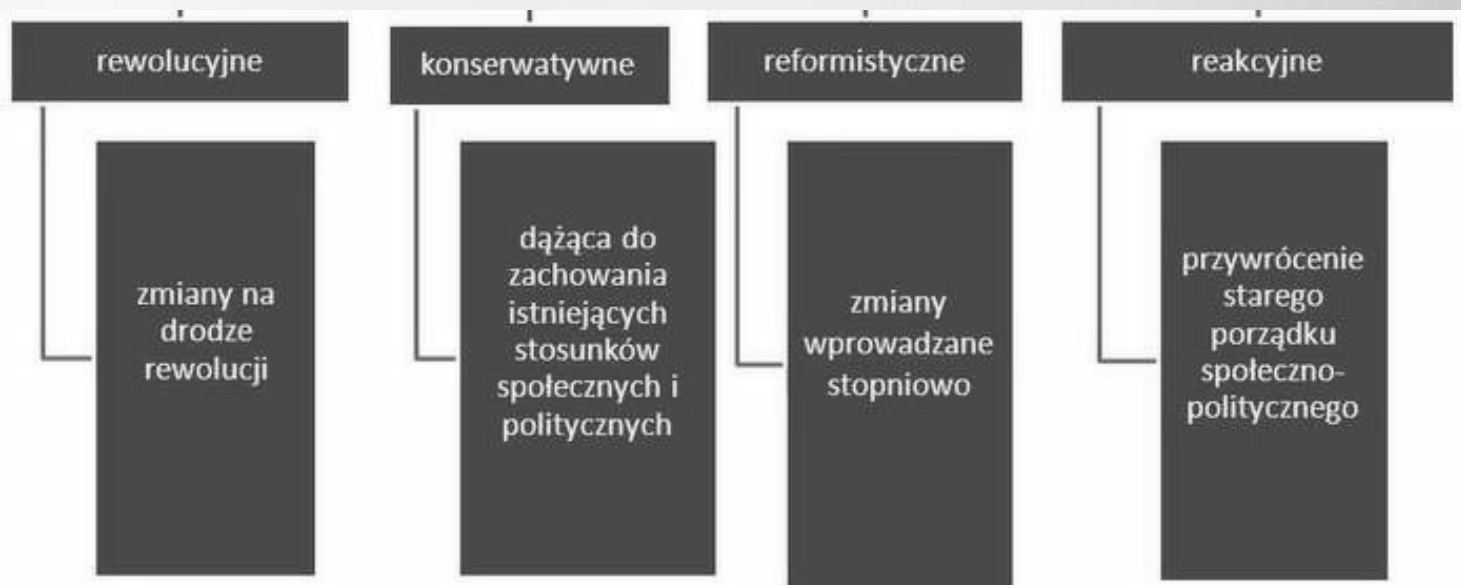 rewolucyjne
konserwatywne
reformistyczne
reakcyjne
zmiany na
drodze
rewolucji
dążąca do
zachowania
istniejących
stosunków
społecznych i
politycznych
zmiany
wprowadzane
stopniowo
przywrócenie
starego
porządku
społeczno-
politycznego